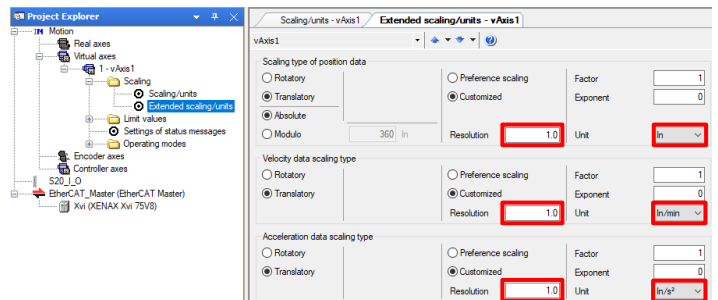 Project Explorer
Motion
Real axes
Virtual axes
1 - vAxis1
Scaling
Scaling/units
Extended scaling/units
Limit values
Settings of status messages
Operating modes
Encoder axes
Controller axes
S20_I_O
EtherCAT_Master (EtherCAT Master)
Xvi (XENAX Xvi 75V8)
Scaling/units - vAxis1 Extended scaling/units - vAxis1
vAxis1
Scaling type of position data
Rotatory Preference scaling Factor 1
Translatory Customized Exponent 0
Absolute
Modulo 360 In Resolution 1.0 Unit In
Velocity data scaling type
Rotatory Preference scaling Factor 1
Translatory Customized Exponent 0
Resolution 1.0 Unit In/min
Acceleration data scaling type
Rotatory Preference scaling Factor 1
Translatory Customized Exponent 0
Resolution 1.0 Unit In/s²